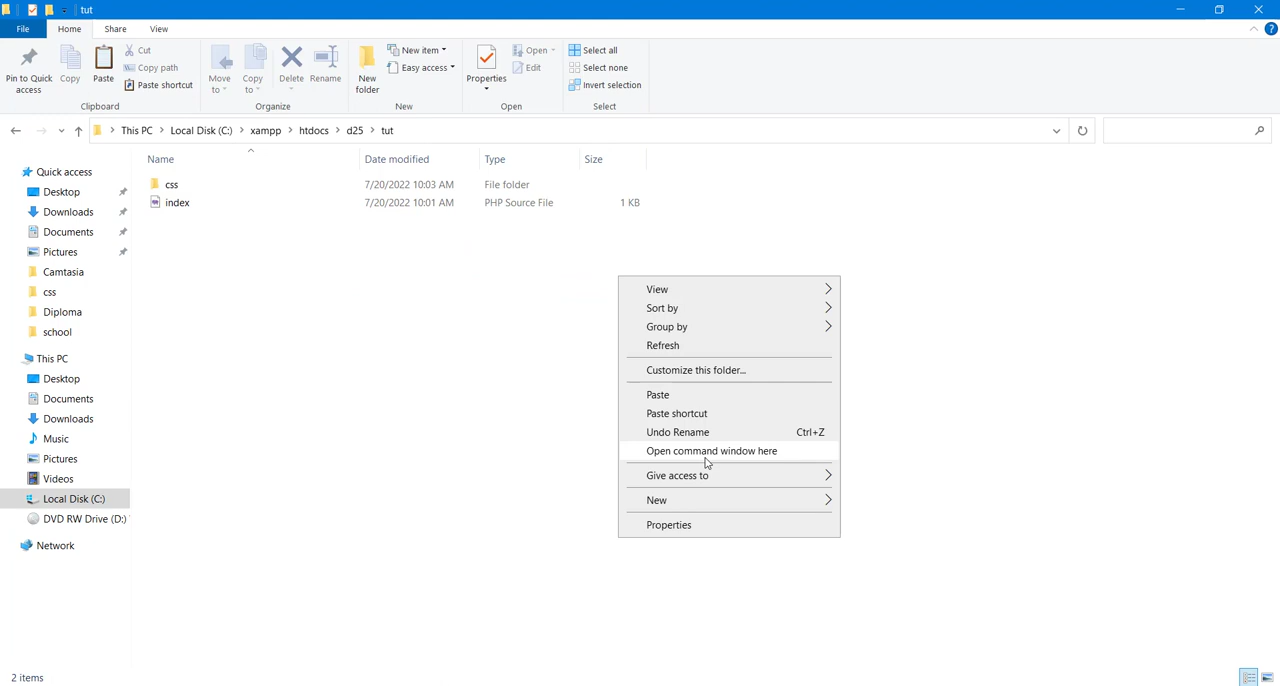 tut
File Home Share View
Pin to Quick access
Copy
Paste
Cut
Copy path
Paste shortcut
Clipboard
Move to
Copy to
Delete
Rename
Organize
New folder
New item
Easy access
New
Properties
Open
Edit
Open
Select all
Select none
Invert selection
Select
This PC > Local Disk (C:) > xampp > htdocs > d25 > tut
Name Date modified Type Size
css 7/20/2022 10:03 AM File folder
index 7/20/2022 10:01 AM PHP Source File 1 KB
Quick access
Desktop
Downloads
Documents
Pictures
Camtasia
css
Diploma
school
This PC
Desktop
Documents
Downloads
Music
Pictures
Videos
Local Disk (C:)
DVD RW Drive (D:)
Network
View
Sort by
Group by
Refresh
Customize this folder...
Paste
Paste shortcut
Undo Rename Ctrl+Z
Open command window here
Give access to
New
Properties
2 items